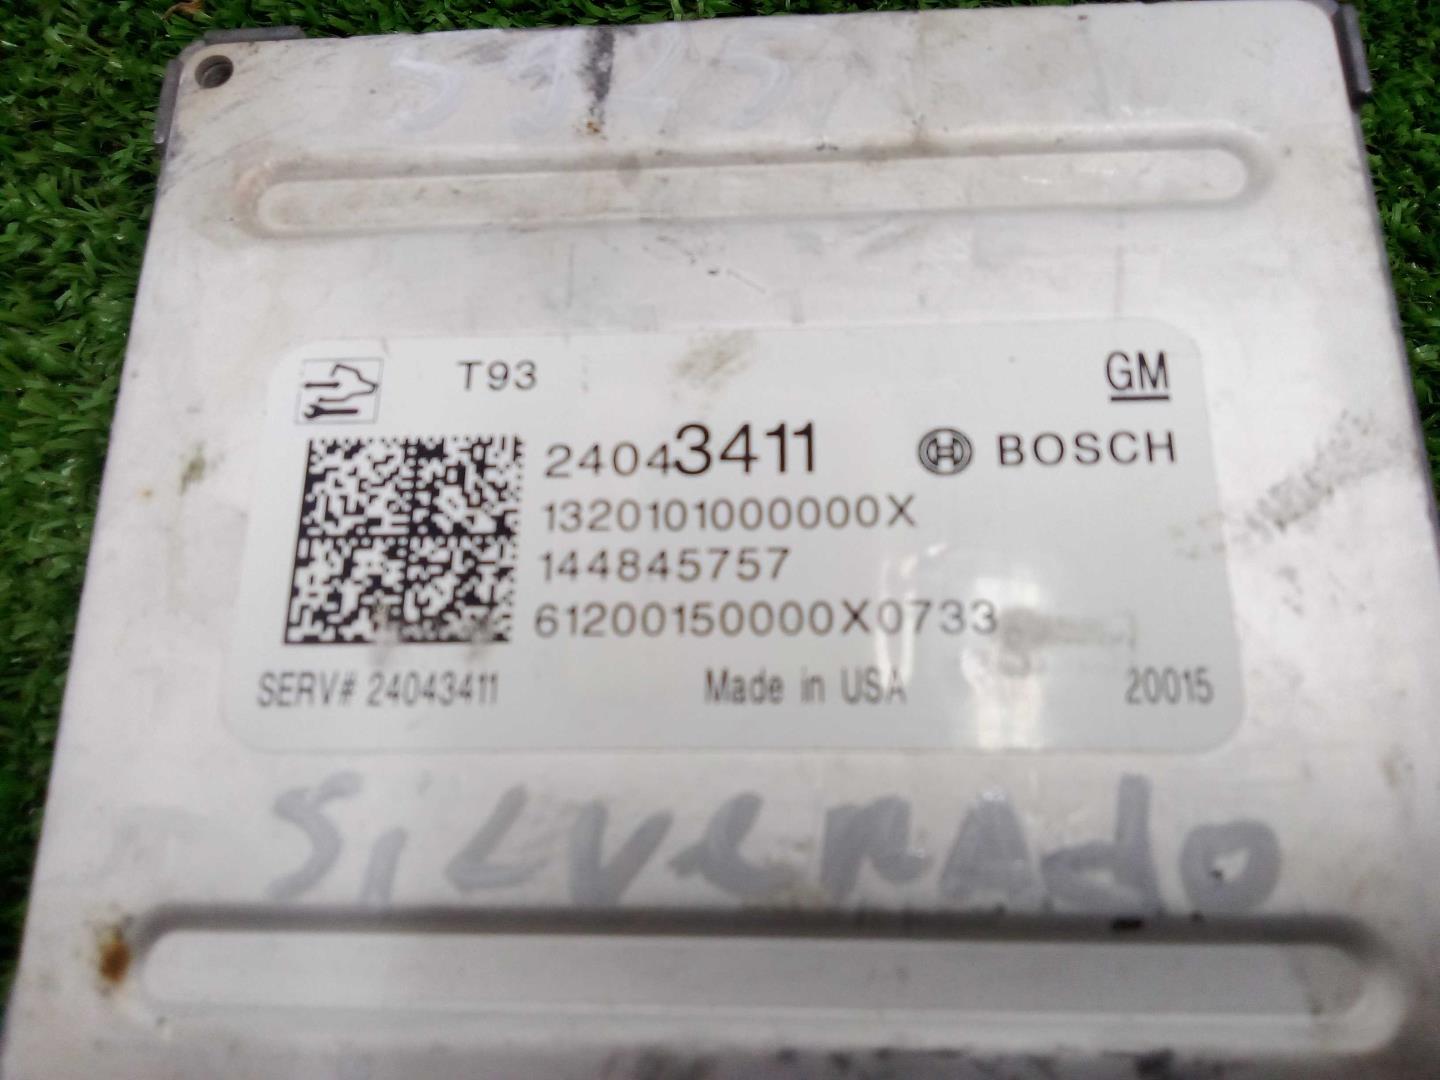 T93
GM
24043411
BOSCH
1320101000000X
144845757
61200150000X0733
SERV# 24043411 Made in USA 20015
SiLVeRAdo